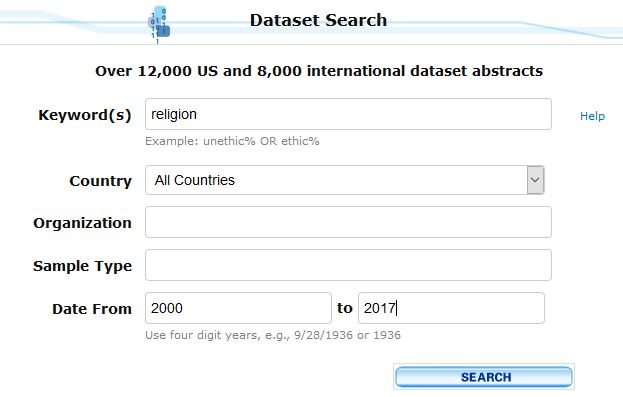 Dataset Search
Over 12,000 US and 8,000 international dataset abstracts
Keyword(s) religion Help
Example: unethic% OR ethic%
Country All Countries
Organization
Sample Type
Date From 2000 to 2017
Use four digit years, e.g., 9/28/1936 or 1936
SEARCH